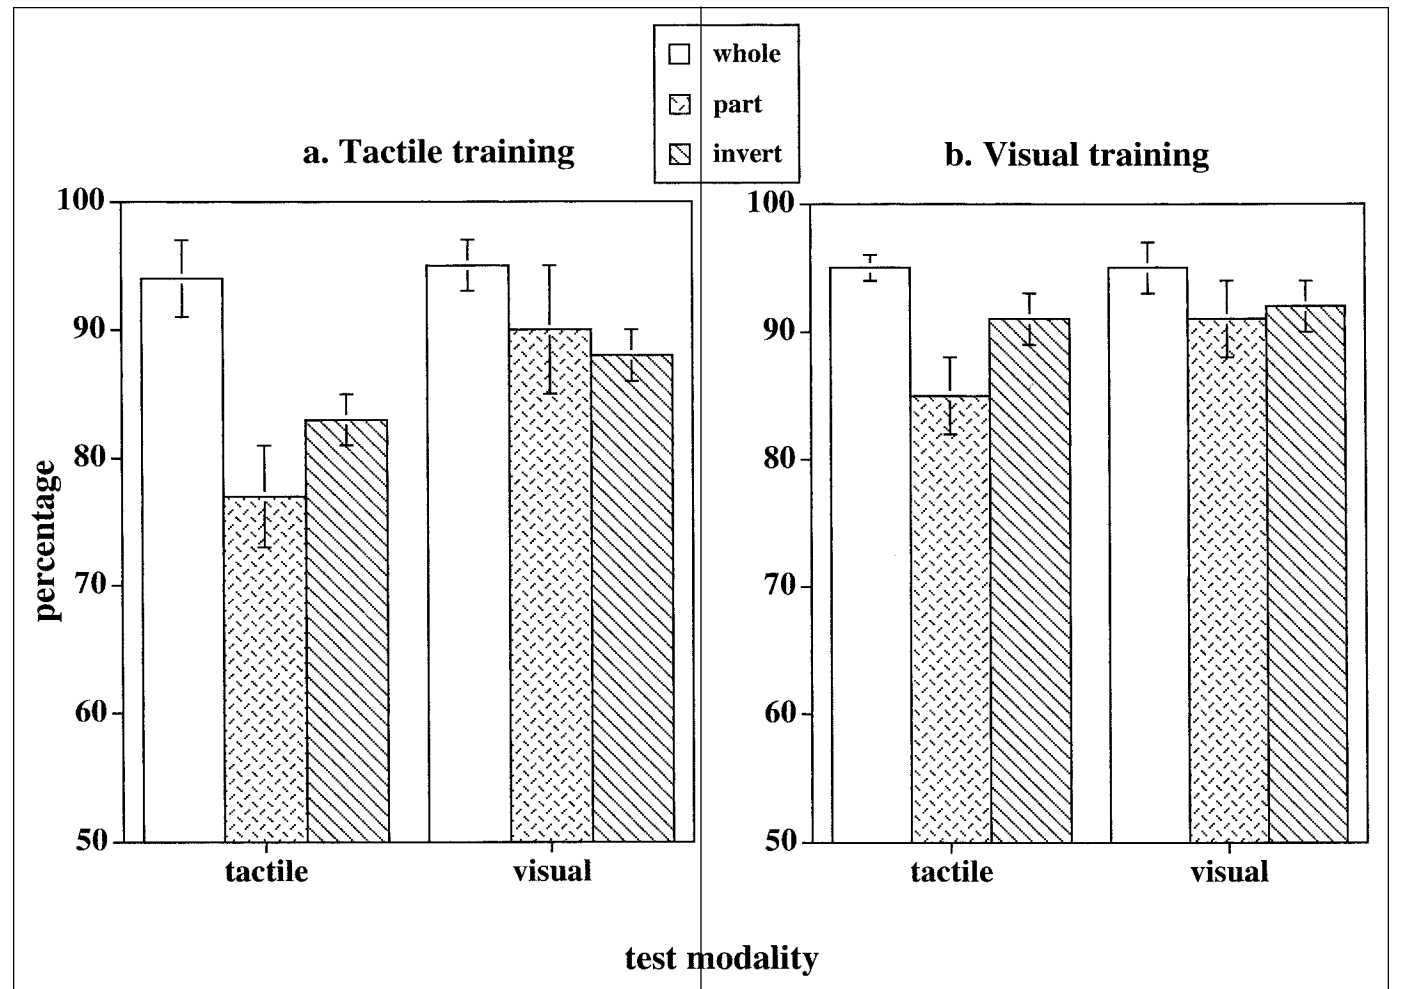 whole
part
invert
a. Tactile training
b. Visual training
percentage
100
90
80
70
60
50
tactile
visual
100
90
80
70
60
50
tactile
visual
test modality